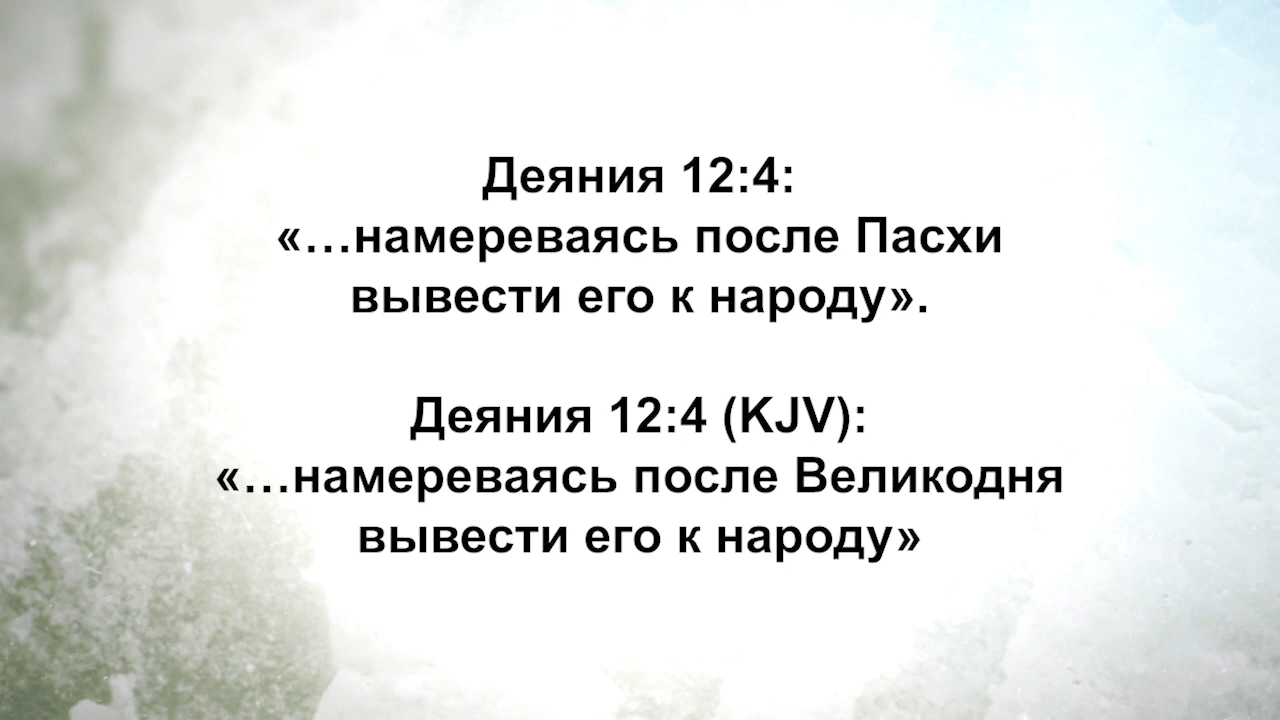 Деяния 12:4:
«…намереваясь после Пасхи
вывести его к народу».
Деяния 12:4 (KJV):
«…намереваясь после Великодня
вывести его к народу»